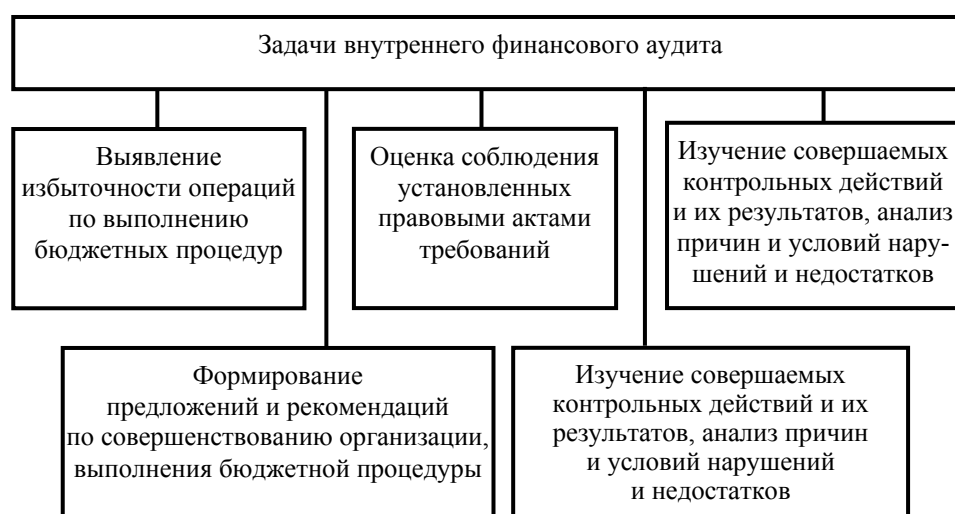 Задачи внутреннего финансового аудита
Выявление
избыточности операций
по выполнению
бюджетных процедур
Оценка соблюдения
установленных
правовыми актами
требований
Изучение совершаемых
контрольных действий
и их результатов, анализ
причин и условий нару-
шений и недостатков
Формирование
предложений и рекомендаций
по совершенствованию организации,
выполнения бюджетной процедуры
Изучение совершаемых
контрольных действий и их
результатов, анализ причин
и условий нарушений
и недостатков